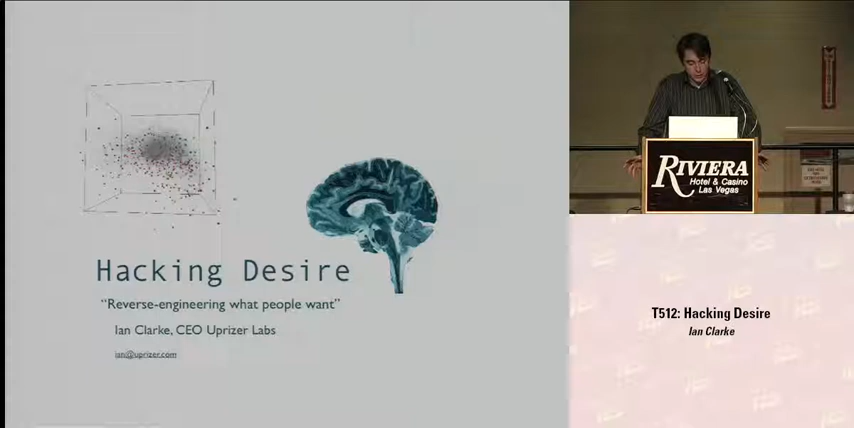 Hacking Desire
“Reverse-engineering what people want”
Ian Clarke, CEO Uprizer Labs
ian@uprizer.com
RIVIERA
Hotel & Casino
Las Vegas
T512: Hacking Desire
Ian Clarke